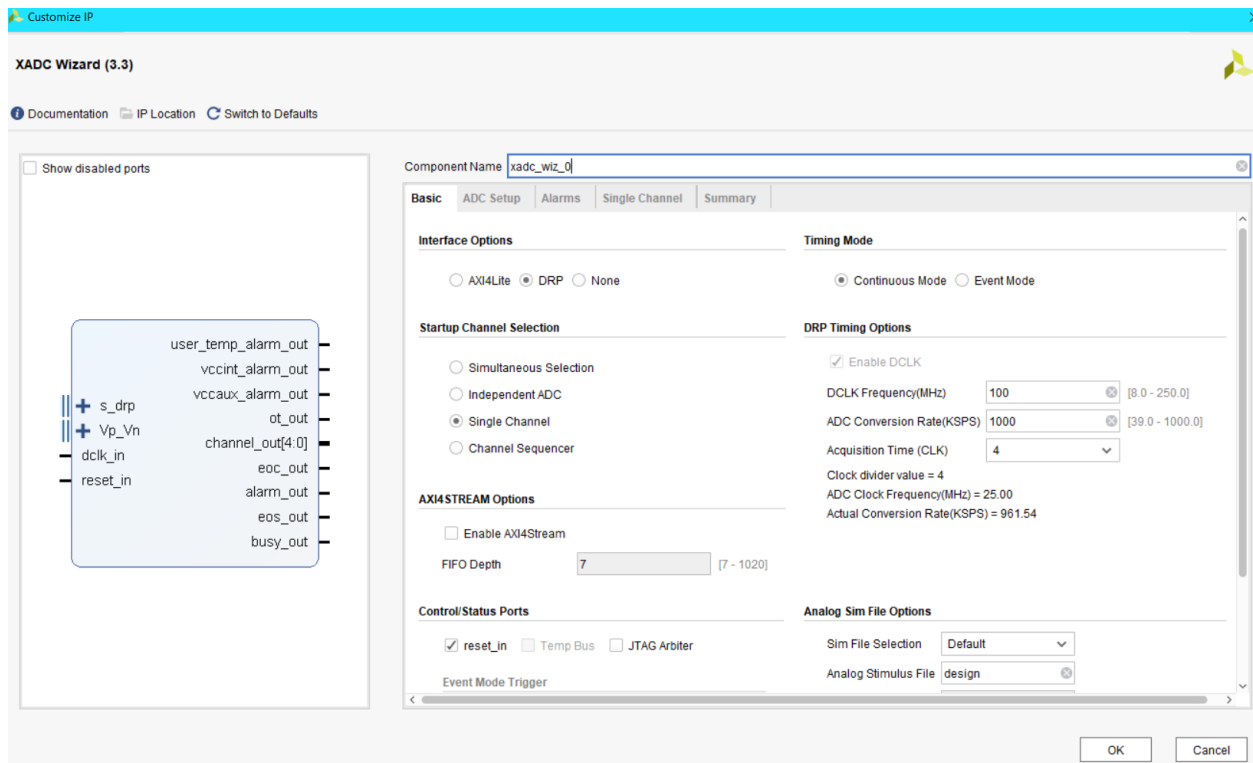 Customize IP
XADC Wizard (3.3)
Documentation IP Location Switch to Defaults
Show disabled ports
user_temp_alarm_out
vccint_alarm_out
vccaux_alarm_out
s_drp
ot_out
Vp_Vn
channel_out[4:0]
dclk_in
eoc_out
reset_in
alarm_out
eos_out
busy_out
Component Name xadc_wiz_0
Basic ADC Setup Alarms Single Channel Summary
Interface Options
AXI4Lite DRP None
Startup Channel Selection
Simultaneous Selection
Independent ADC
Single Channel
Channel Sequencer
AXI4STREAM Options
Enable AXI4Stream
FIFO Depth 7 [7 - 1020]
Control/Status Ports
reset_in Temp Bus JTAG Arbiter
Event Mode Trigger
Timing Mode
Continuous Mode Event Mode
DRP Timing Options
Enable DCLK
DCLK Frequency(MHz) 100 [8.0 - 250.0]
ADC Conversion Rate(KSPS) 1000 [39.0 - 1000.0]
Acquisition Time (CLK) 4
Clock divider value = 4
ADC Clock Frequency(MHz) = 25.00
Actual Conversion Rate(KSPS) = 961.54
Analog Sim File Options
Sim File Selection Default
Analog Stimulus File design
OK Cancel